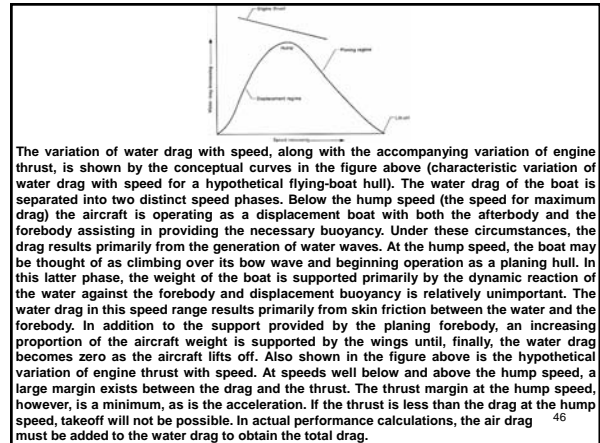 Engine thrust
Hump
Planing regime
Water drag increasing
Displacement regime
Lift-off
Speed increasing
The variation of water drag with speed, along with the accompanying variation of engine
thrust, is shown by the conceptual curves in the figure above (characteristic variation of
water drag with speed for a hypothetical flying-boat hull). The water drag of the boat is
separated into two distinct speed phases. Below the hump speed (the speed for maximum
drag) the aircraft is operating as a displacement boat with both the afterbody and the
forebody assisting in providing the necessary buoyancy. Under these circumstances, the
drag results primarily from the generation of water waves. At the hump speed, the boat may
be thought of as climbing over its bow wave and beginning operation as a planing hull. In
this latter phase, the weight of the boat is supported primarily by the dynamic reaction of
the water against the forebody and displacement buoyancy is relatively unimportant. The
water drag in this speed range results primarily from skin friction between the water and the
forebody. In addition to the support provided by the planing forebody, an increasing
proportion of the aircraft weight is supported by the wings until, finally, the water drag
becomes zero as the aircraft lifts off. Also shown in the figure above is the hypothetical
variation of engine thrust with speed. At speeds well below and above the hump speed, a
large margin exists between the drag and the thrust. The thrust margin at the hump speed,
however, is a minimum, as is the acceleration. If the thrust is less than the drag at the hump
speed, takeoff will not be possible. In actual performance calculations, the air drag
must be added to the water drag to obtain the total drag.
46